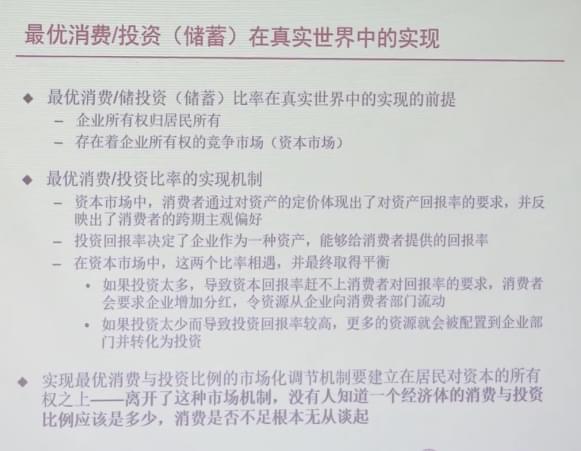 最优消费/投资（储蓄）在真实世界中的实现
◆ 最优消费/储投资（储蓄）比率在真实世界中的实现的前提
– 企业所有权归居民所有
– 存在着企业所有权的竞争市场（资本市场）
◆ 最优消费/投资比率的实现机制
– 资本市场中，消费者通过对资产的定价体现出了对资产回报率的要求，并反
映出了消费者的跨期主观偏好
– 投资回报率决定了企业作为一种资产，能够给消费者提供的回报率
– 在资本市场中，这两个比率相遇，并最终取得平衡
• 如果投资太多，导致资本回报率赶不上消费者对回报率的要求，消费者
会要求企业增加分红，令资源从企业向消费者部门流动
• 如果投资太少而导致投资回报率较高，更多的资源就会被配置到企业部
门并转化为投资
◆ 实现最优消费与投资比例的市场化调节机制要建立在居民对资本的所有
权之上——离开了这种市场机制，没有人知道一个经济体的消费与投资
比例应该是多少，消费是否不足根本无从谈起